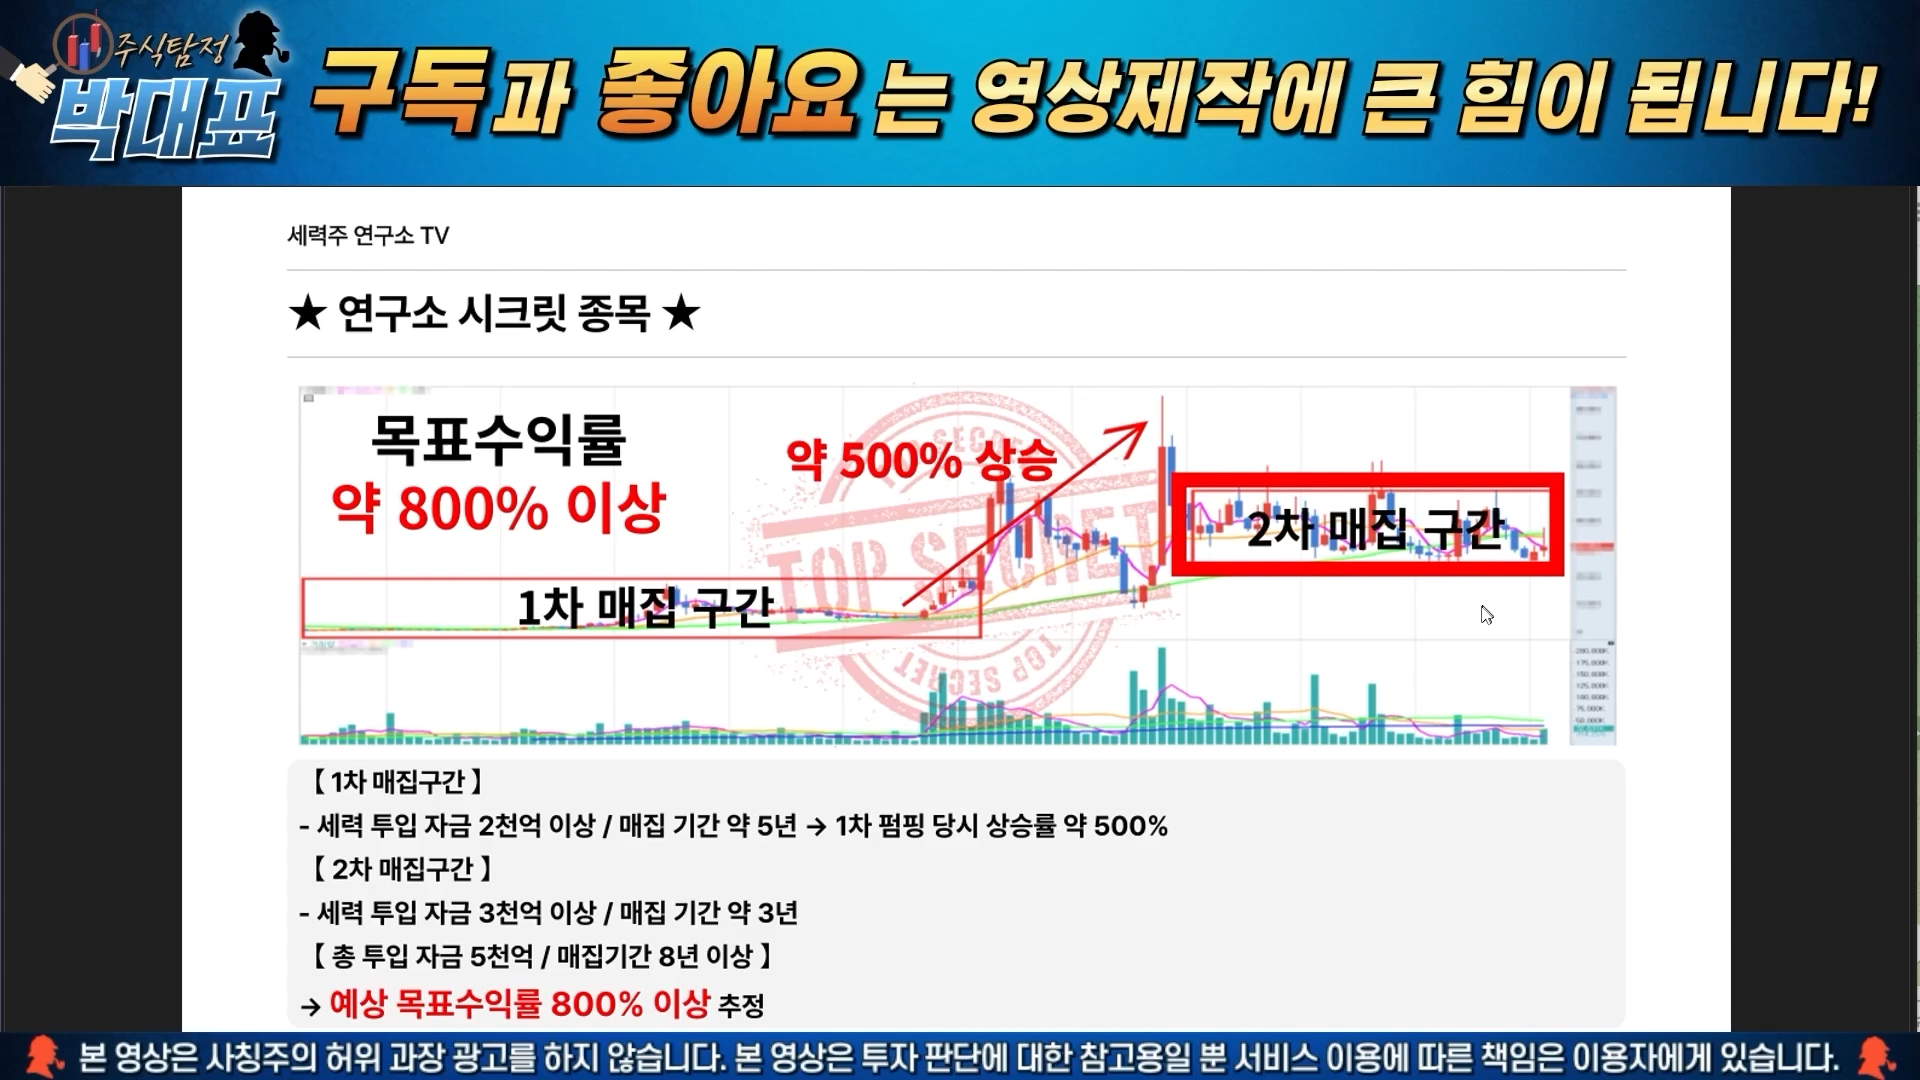 주식탐정
박대표
구독과 좋아요는 영상제작에 큰 힘이 됩니다!
세력주 연구소 TV
★ 연구소 시크릿 종목 ★
목표수익률
약 800% 이상
약 500% 상승
TOP SECRET
TOP SECRET
1차 매집 구간
2차 매집 구간
【 1차 매집구간 】
- 세력 투입 자금 2천억 이상 / 매집 기간 약 5년 → 1차 펌핑 당시 상승률 약 500%
【 2차 매집구간 】
- 세력 투입 자금 3천억 이상 / 매집 기간 약 3년
【 총 투입 자금 5천억 / 매집기간 8년 이상 】
→ 예상 목표수익률 800% 이상 추정
본 영상은 사칭주의 허위 과장 광고를 하지 않습니다. 본 영상은 투자 판단에 대한 참고용일 뿐 서비스 이용에 따른 책임은 이용자에게 있습니다.